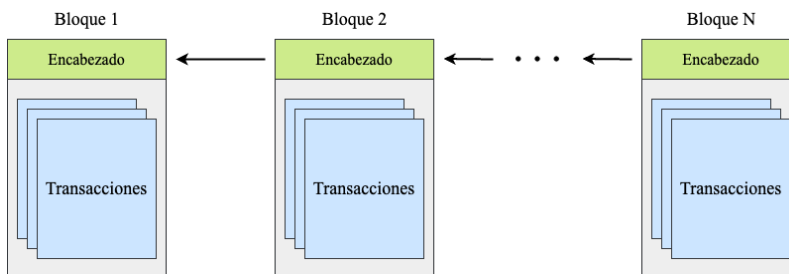 Bloque 1
Bloque 2
Bloque N
Encabezado
Encabezado
Encabezado
Transacciones
Transacciones
Transacciones